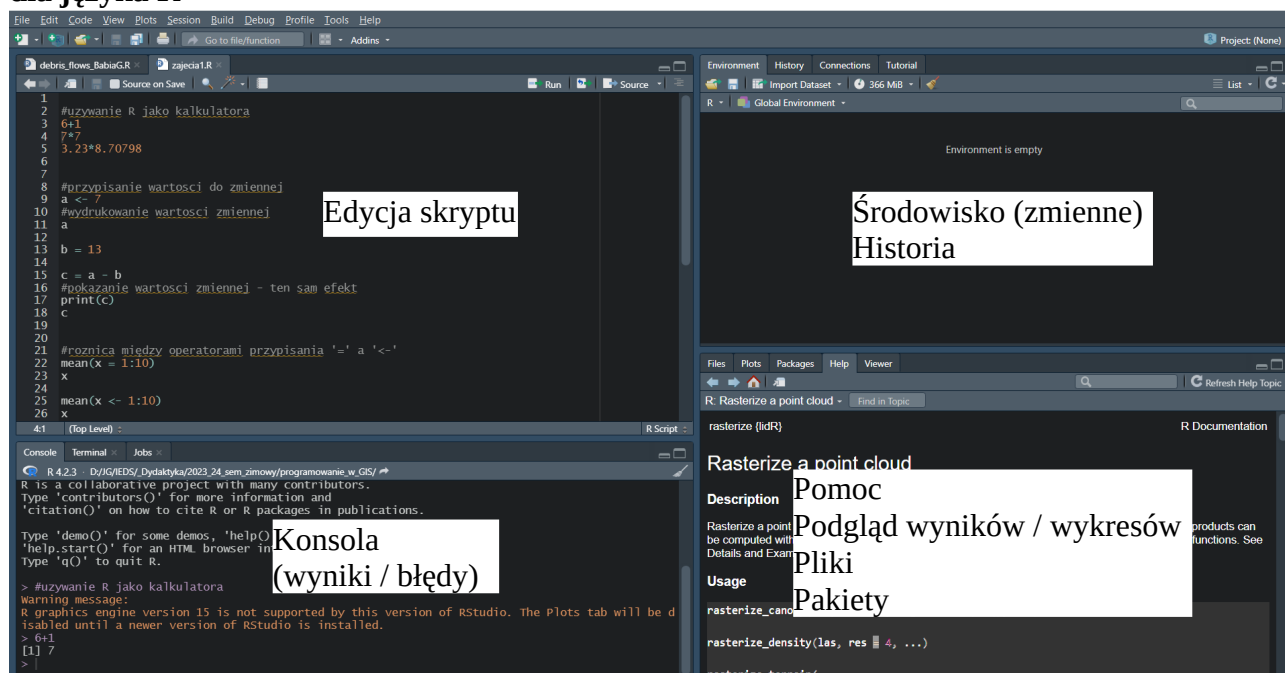 dla języka R
File Edit Code View Plots Session Build Debug Profile Tools Help
Go to file/function Addins Project: (None)
debris_flows_BabiaG.R zajecia1.R
Source on Save Run Source
1
2 #uzywanie R jako kalkulatora
3 6+1
4 7*7
5 3.23*8.70798
6
7
8 #przypisanie wartosci do zmiennej
9 a <- 7
10 #wydrukowanie wartosci zmiennej
11 a
12
13 b = 13
14
15 c = a - b
16 #pokazanie wartosci zmiennej - ten sam efekt
17 print(c)
18 c
19
20
21 #roznica między operatorami przypisania '=' a '<-'
22 mean(x = 1:10)
23 x
24
25 mean(x <- 1:10)
26 x
4:1 (Top Level) R Script
Edycja skryptu
Environment History Connections Tutorial
Import Dataset 366 MiB List
R Global Environment
Environment is empty
Środowisko (zmienne)
Historia
Console Terminal Jobs
R 4.2.3 · D:/JG/IEDS/_Dydaktyka/2023_24_sem_zimowy/programowanie_w_GIS/
R is a collaborative project with many contributors.
Type 'contributors()' for more information and
'citation()' on how to cite R or R packages in publications.
Type 'demo()' for some demos, 'help()
'help.start()' for an HTML browser in
Type 'q()' to quit R.
> #uzywanie R jako kalkulatora
Warning message:
R graphics engine version 15 is not supported by this version of RStudio. The Plots tab will be d
isabled until a newer version of RStudio is installed.
> 6+1
[1] 7
>
Konsola
(wyniki / błędy)
Files Plots Packages Help Viewer
Refresh Help Topic
R: Rasterize a point cloud Find in Topic
rasterize {lidR} R Documentation
Rasterize a point cloud
Description
Rasterize a point products can
be computed with functions. See
Details and Exam
Usage
rasterize_cano
rasterize_density(las, res = 4, ...)
Pomoc
Podgląd wyników / wykresów
Pliki
Pakiety